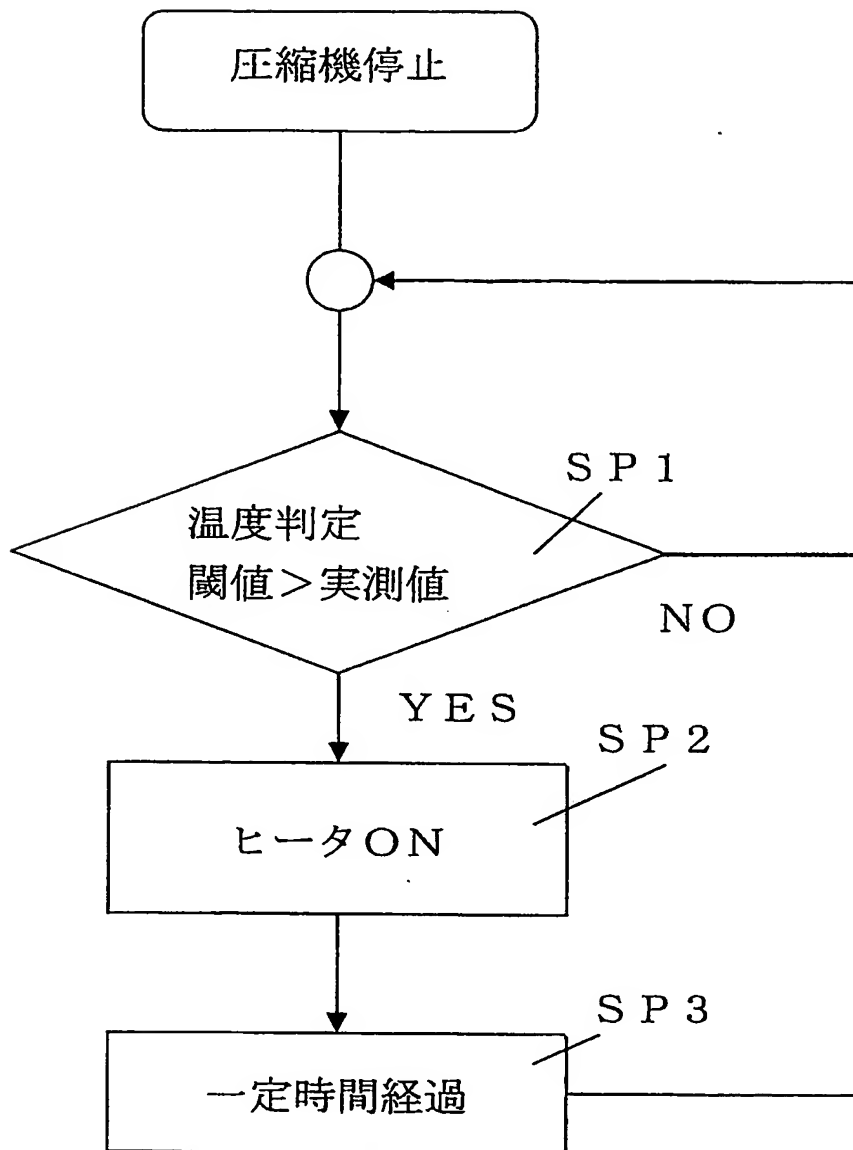 圧縮機停止
SP1
温度判定
閾値>実測値
NO
YES
SP2
ヒータON
SP3
一定時間経過